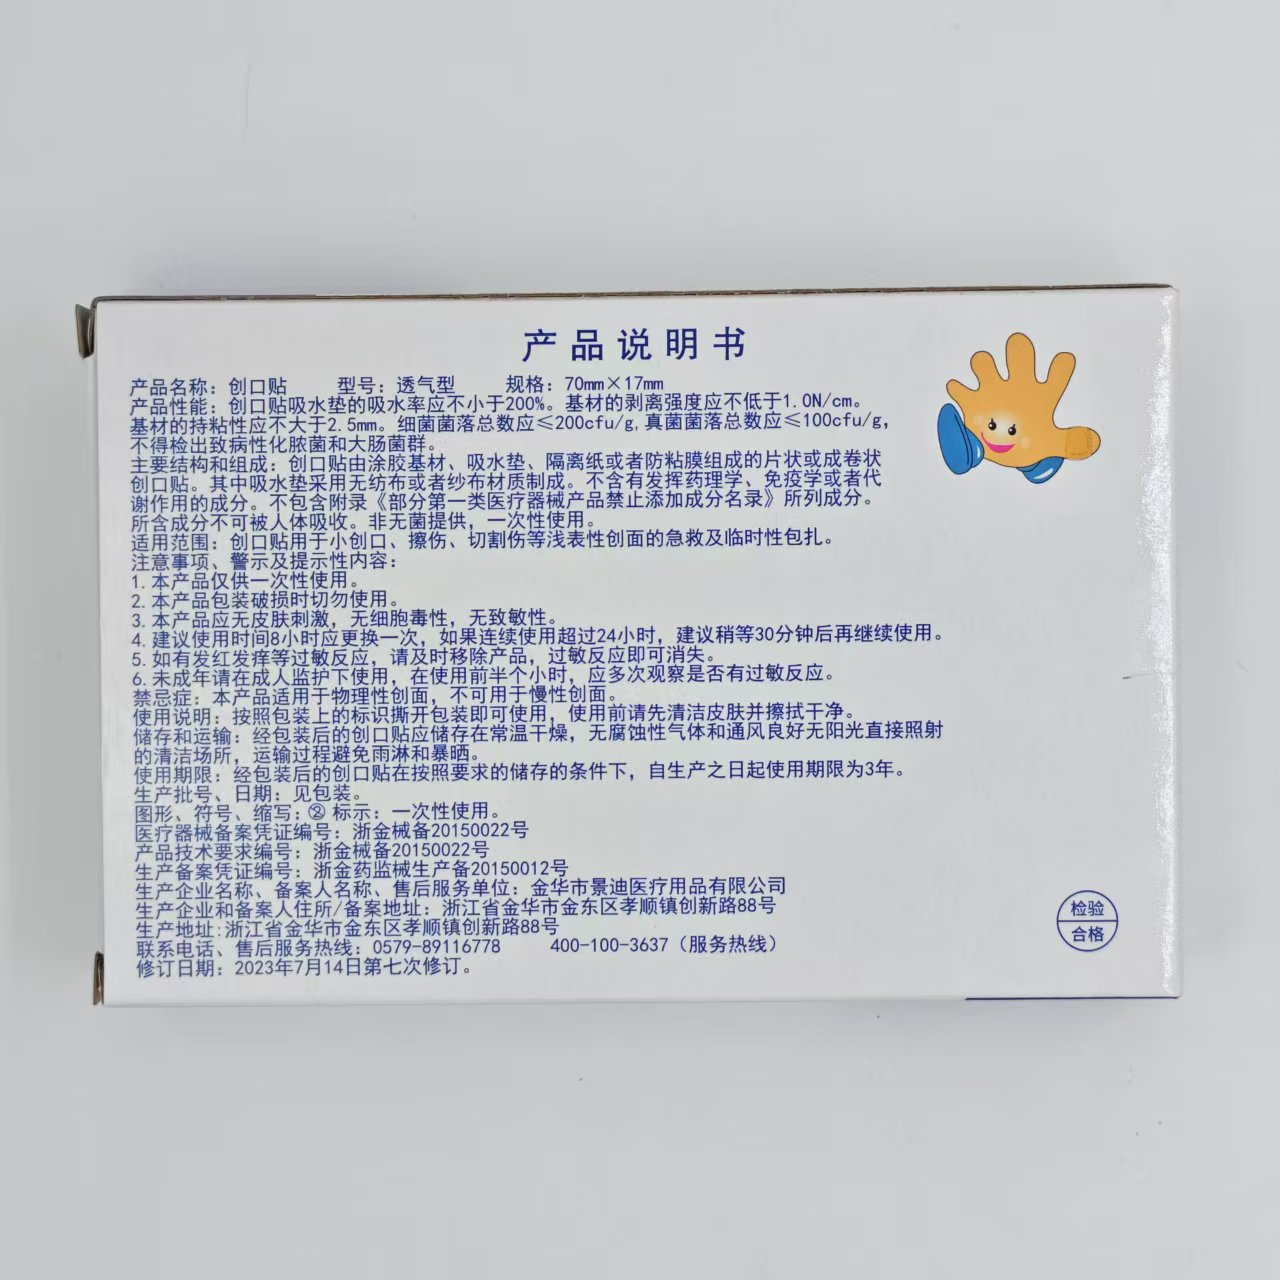 产品说明书
产品名称：创口贴 型号：透气型 规格：70mm×17mm
产品性能：创口贴吸水垫的吸水率应不小于200%。基材的剥离强度应不低于1.0N/cm。
基材的持粘性应不大于2.5mm。细菌菌落总数应≤200cfu/g,真菌菌落总数应≤100cfu/g，
不得检出致病性化脓菌和大肠菌群。
主要结构和组成：创口贴由涂胶基材、吸水垫、隔离纸或者防粘膜组成的片状或成卷状
创口贴。其中吸水垫采用无纺布或者纱布材质制成。不含有发挥药理学、免疫学或者代
谢作用的成分。不包含附录《部分第一类医疗器械产品禁止添加成分名录》所列成分。
所含成分不可被人体吸收。非无菌提供，一次性使用。
适用范围：创口贴用于小创口、擦伤、切割伤等浅表性创面的急救及临时性包扎。
注意事项、警示及提示性内容：
1.本产品仅供一次性使用。
2.本产品包装破损时切勿使用。
3.本产品应无皮肤刺激，无细胞毒性，无致敏性。
4.建议使用时间8小时应更换一次，如果连续使用超过24小时，建议稍等30分钟后再继续使用。
5.如有发红发痒等过敏反应，请及时移除产品，过敏反应即可消失。
6.未成年请在成人监护下使用，在使用前半个小时，应多次观察是否有过敏反应。
禁忌症：本产品适用于物理性创面，不可用于慢性创面。
使用说明：按照包装上的标识撕开包装即可使用，使用前请先清洁皮肤并擦拭干净。
储存和运输：经包装后的创口贴应储存在常温干燥，无腐蚀性气体和通风良好无阳光直接照射
的清洁场所，运输过程避免雨淋和暴晒。
使用期限：经包装后的创口贴在按照要求的储存的条件下，自生产之日起使用期限为3年。
生产批号、日期：见包装。
图形、符号、缩写：② 标示：一次性使用。
医疗器械备案凭证编号：浙金械备20150022号
产品技术要求编号：浙金械备20150022号
生产备案凭证编号：浙金药监械生产备20150012号
生产企业名称、备案人名称、售后服务单位：金华市景迪医疗用品有限公司
生产企业和备案人住所/备案地址：浙江省金华市金东区孝顺镇创新路88号
生产地址:浙江省金华市金东区孝顺镇创新路88号
联系电话、售后服务热线：0579-89116778 400-100-3637（服务热线）
修订日期：2023年7月14日第七次修订。
检验
合格